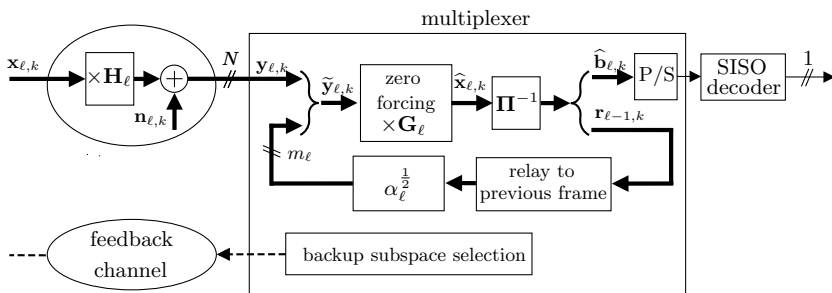 multiplexer
x_{ℓ,k}
×H_ℓ
+
n_{ℓ,k}
N
y_{ℓ,k}
ỹ_{ℓ,k}
zero
forcing
×G_ℓ
x̂_{ℓ,k}
Π^{-1}
b̂_{ℓ,k}
r_{ℓ-1,k}
P/S
SISO
decoder
1
m_ℓ
α_ℓ^{1/2}
relay to
previous frame
feedback
channel
backup subspace selection